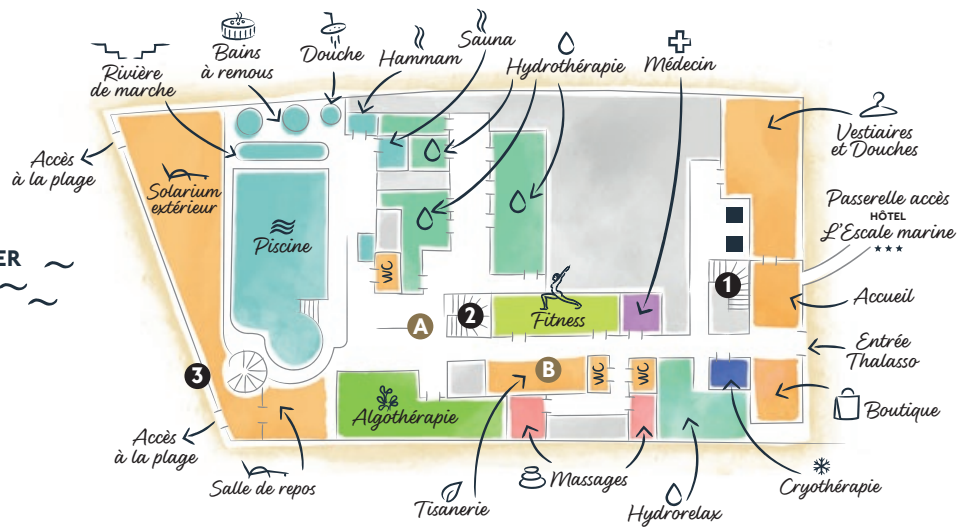 Bains
à remous
Douche
Hammam
Sauna
Hydrothérapie
Médecin
Rivière
de marche
Vestiaires
et Douches
Accès
à la plage
Solarium
extérieur
Passerelle accès
HÔTEL
L'Escale marine
★★★
Piscine
WC
ER
1
Accueil
A
2
Fitness
Entrée
Thalasso
3
B
WC
WC
Algothérapie
Boutique
Accès
à la plage
Salle de repos
Tisanerie
Massages
Hydrorelax
Cryothérapie